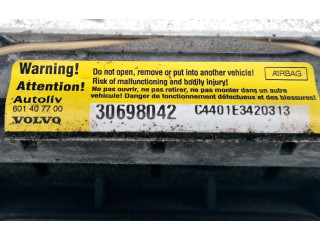 Warning!
Attention!
Autoliv
601 40 77 00
VOLVO
Do not open, remove or put into another vehicle!
Risk of malfunctioning and bodily injury!
AIRBAG
Ne pas ouvrir, ne pas retirer, ne pas monter dans un autre
vehicule! Danger de fonctionnement défectueux et des blessures!
30698042 C4401E3420313